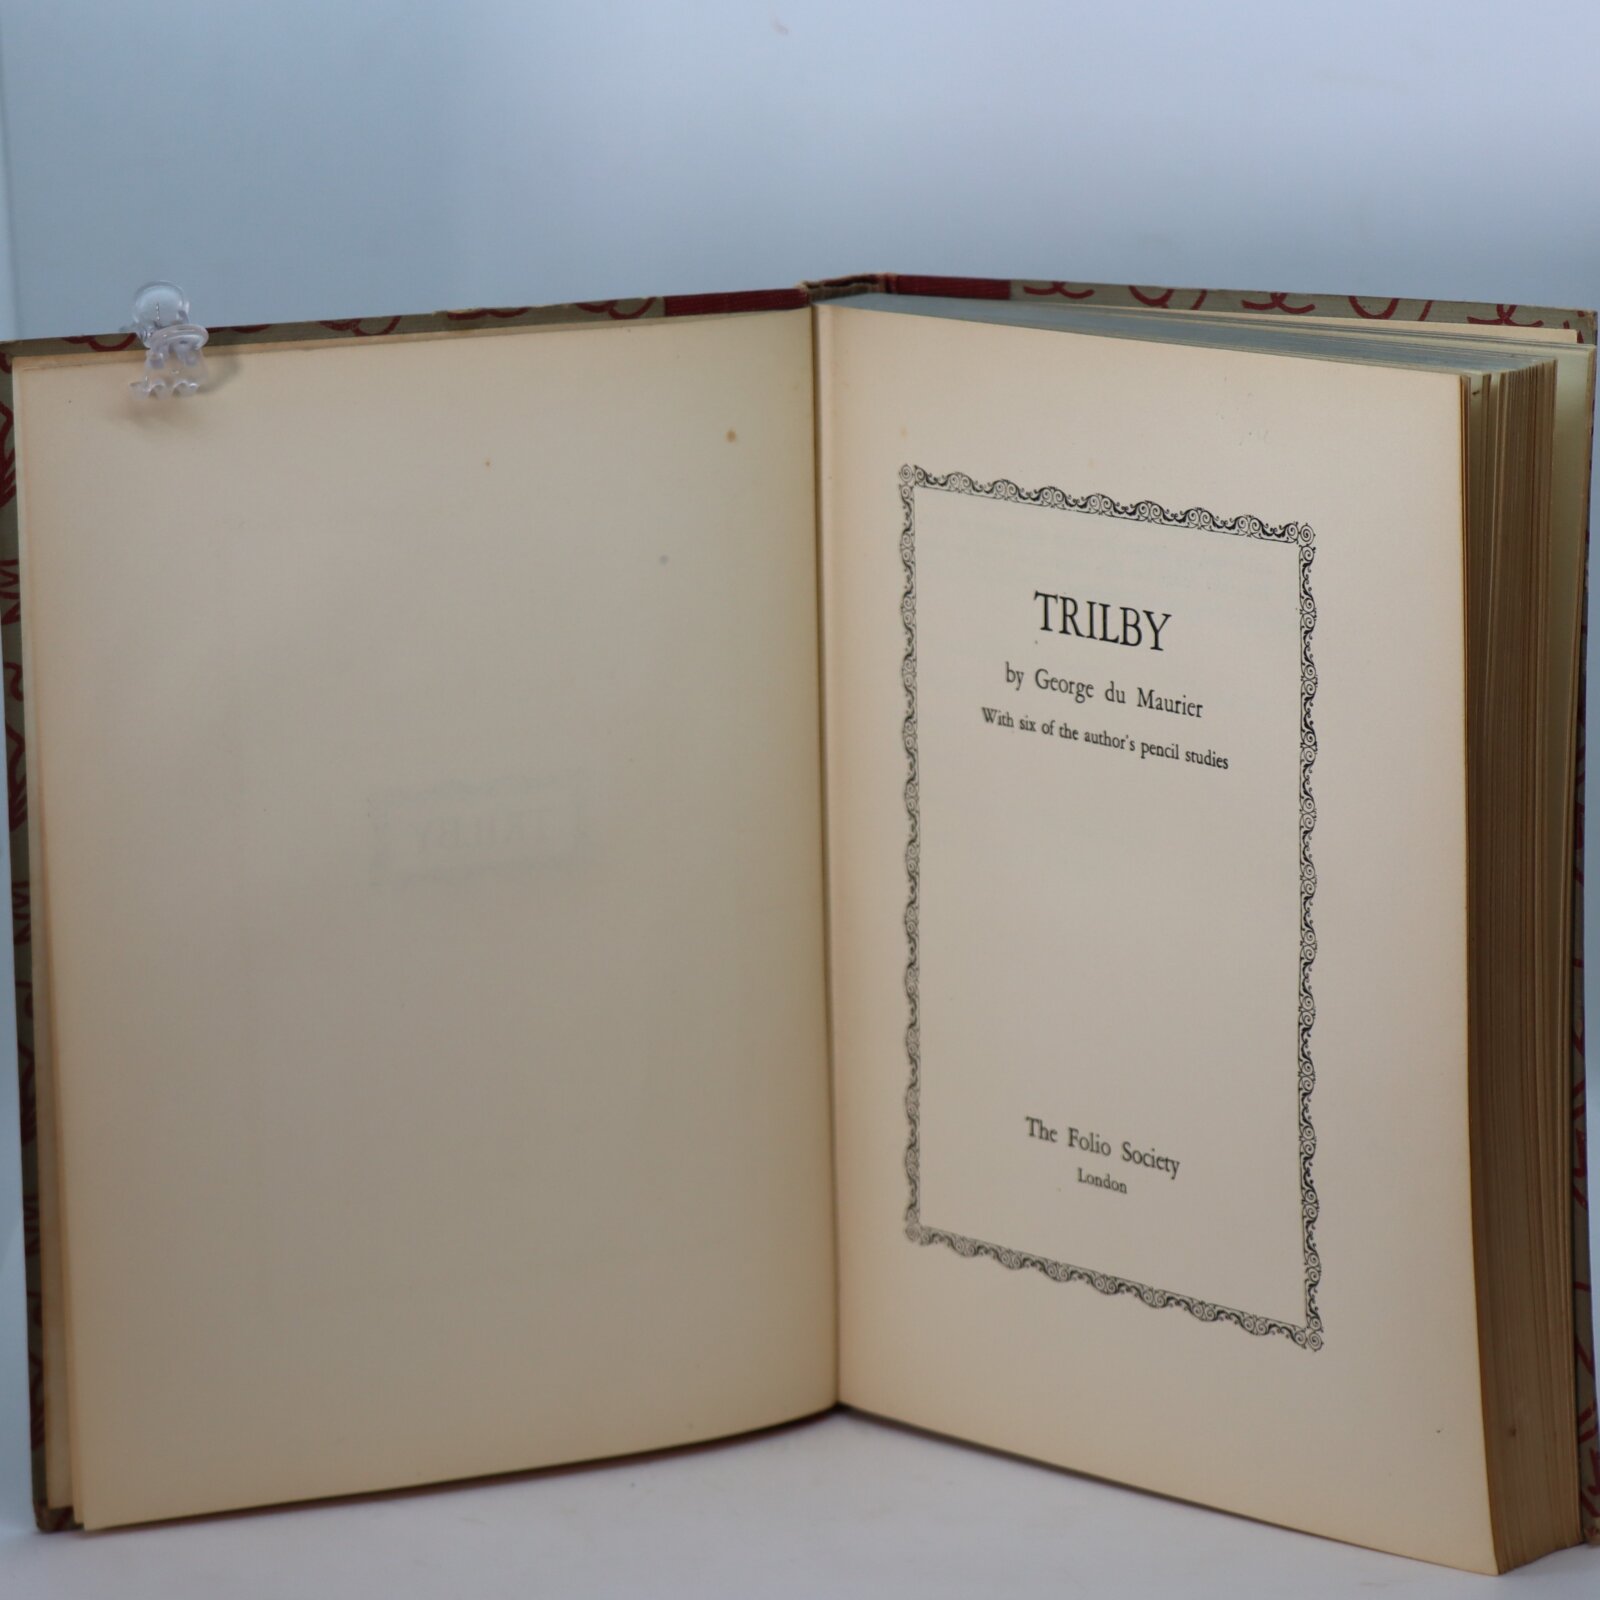 TRILBY
by George du Maurier
With six of the author's pencil studies
The Folio Society
London